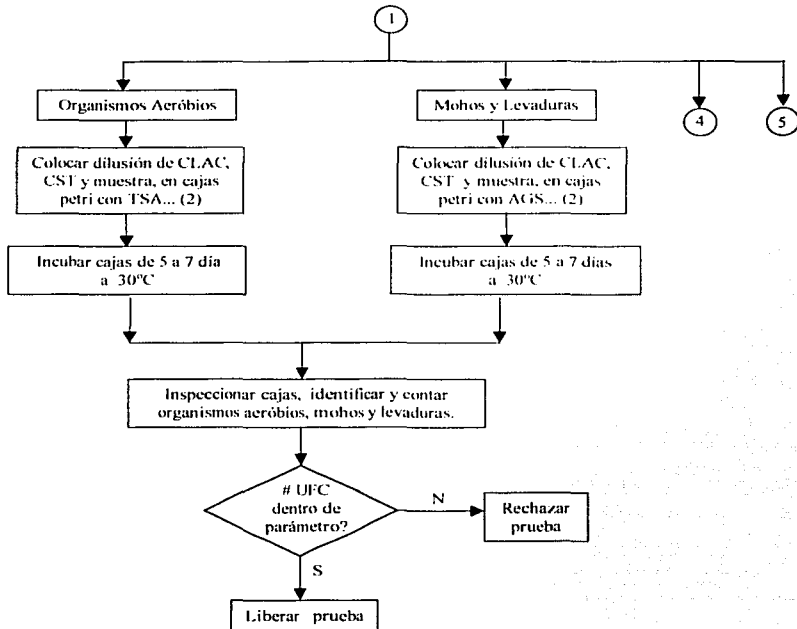 1
Organismos Aeróbios
Mohos y Levaduras
4
5
Colocar dilusión de CLAC,
CST y muestra, en cajas
petri con TSA... (2)
Colocar dilusión de CLAC,
CST y muestra, en cajas
petri con AGS... (2)
Incubar cajas de 5 a 7 día
a 30ºC
Incubar cajas de 5 a 7 días
a 30ºC
Inspeccionar cajas, identificar y contar
organismos aeróbios, mohos y levaduras.
# UFC
dentro de
parámetro?
N
Rechazar
prueba
S
Liberar prueba